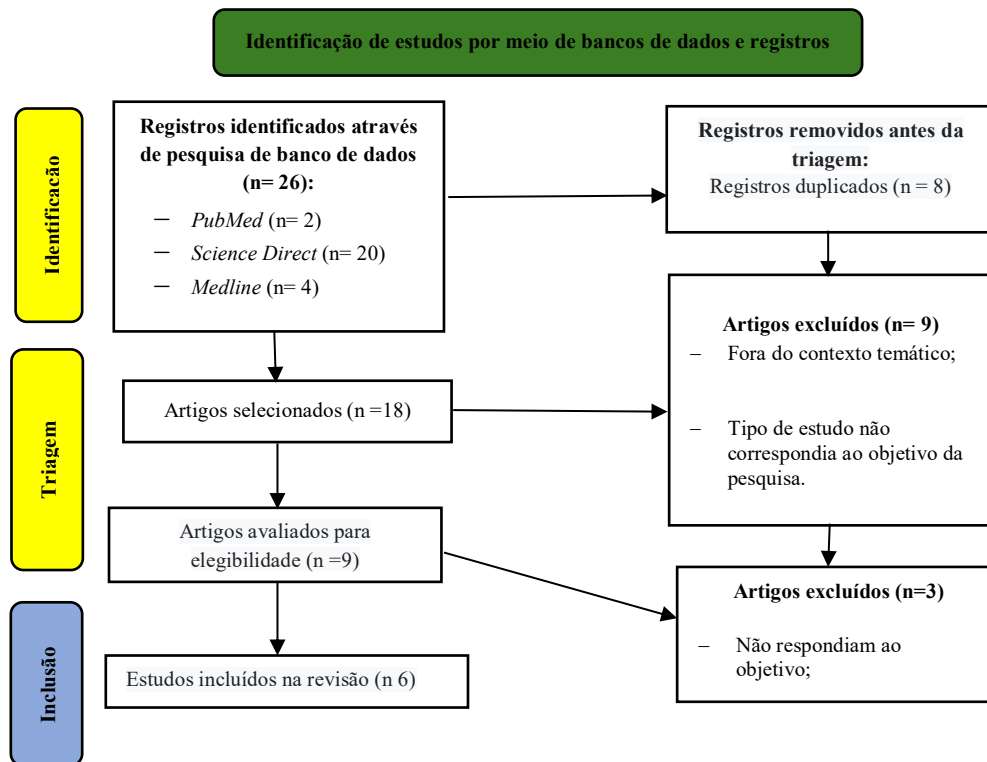 Identificação de estudos por meio de bancos de dados e registros
Identificação
Registros identificados através
de pesquisa de banco de dados
(n= 26):
– PubMed (n= 2)
– Science Direct (n= 20)
– Medline (n= 4)
Registros removidos antes da
triagem:
Registros duplicados (n = 8)
Triagem
Artigos selecionados (n =18)
Artigos excluídos (n= 9)
– Fora do contexto temático;
– Tipo de estudo não
correspondia ao objetivo da
pesquisa.
Artigos avaliados para
elegibilidade (n =9)
Artigos excluídos (n=3)
– Não respondiam ao
objetivo;
Inclusão
Estudos incluídos na revisão (n 6)